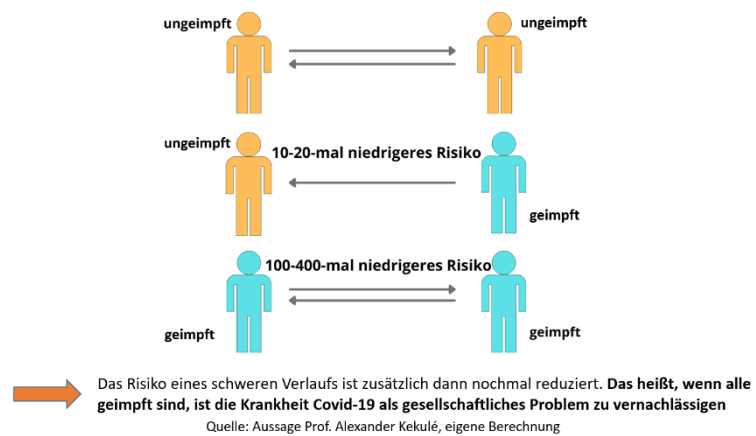 ungeimpft
ungeimpft
ungeimpft
10-20-mal niedrigeres Risiko
geimpft
100-400-mal niedrigeres Risiko
geimpft
geimpft
Das Risiko eines schweren Verlaufs ist zusätzlich dann nochmal reduziert. Das heißt, wenn alle
geimpft sind, ist die Krankheit Covid-19 als gesellschaftliches Problem zu vernachlässigen
Quelle: Aussage Prof. Alexander Kekulé, eigene Berechnung